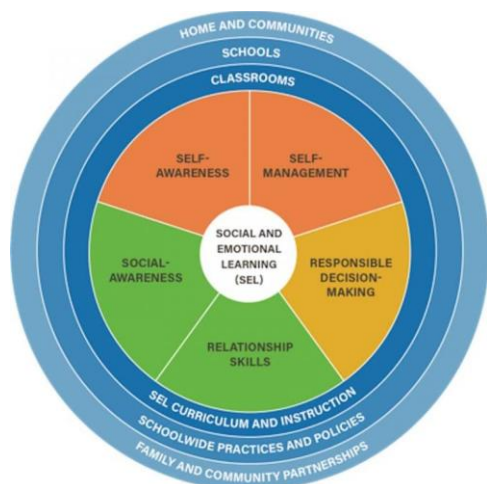 HOME AND COMMUNITIES
SCHOOLS
CLASSROOMS
SELF-
AWARENESS
SELF-
MANAGEMENT
SOCIAL AND
EMOTIONAL
LEARNING
(SEL)
SOCIAL-
AWARENESS
RESPONSIBLE
DECISION-
MAKING
RELATIONSHIP
SKILLS
SEL CURRICULUM AND INSTRUCTION
SCHOOLWIDE PRACTICES AND POLICIES
FAMILY AND COMMUNITY PARTNERSHIPS